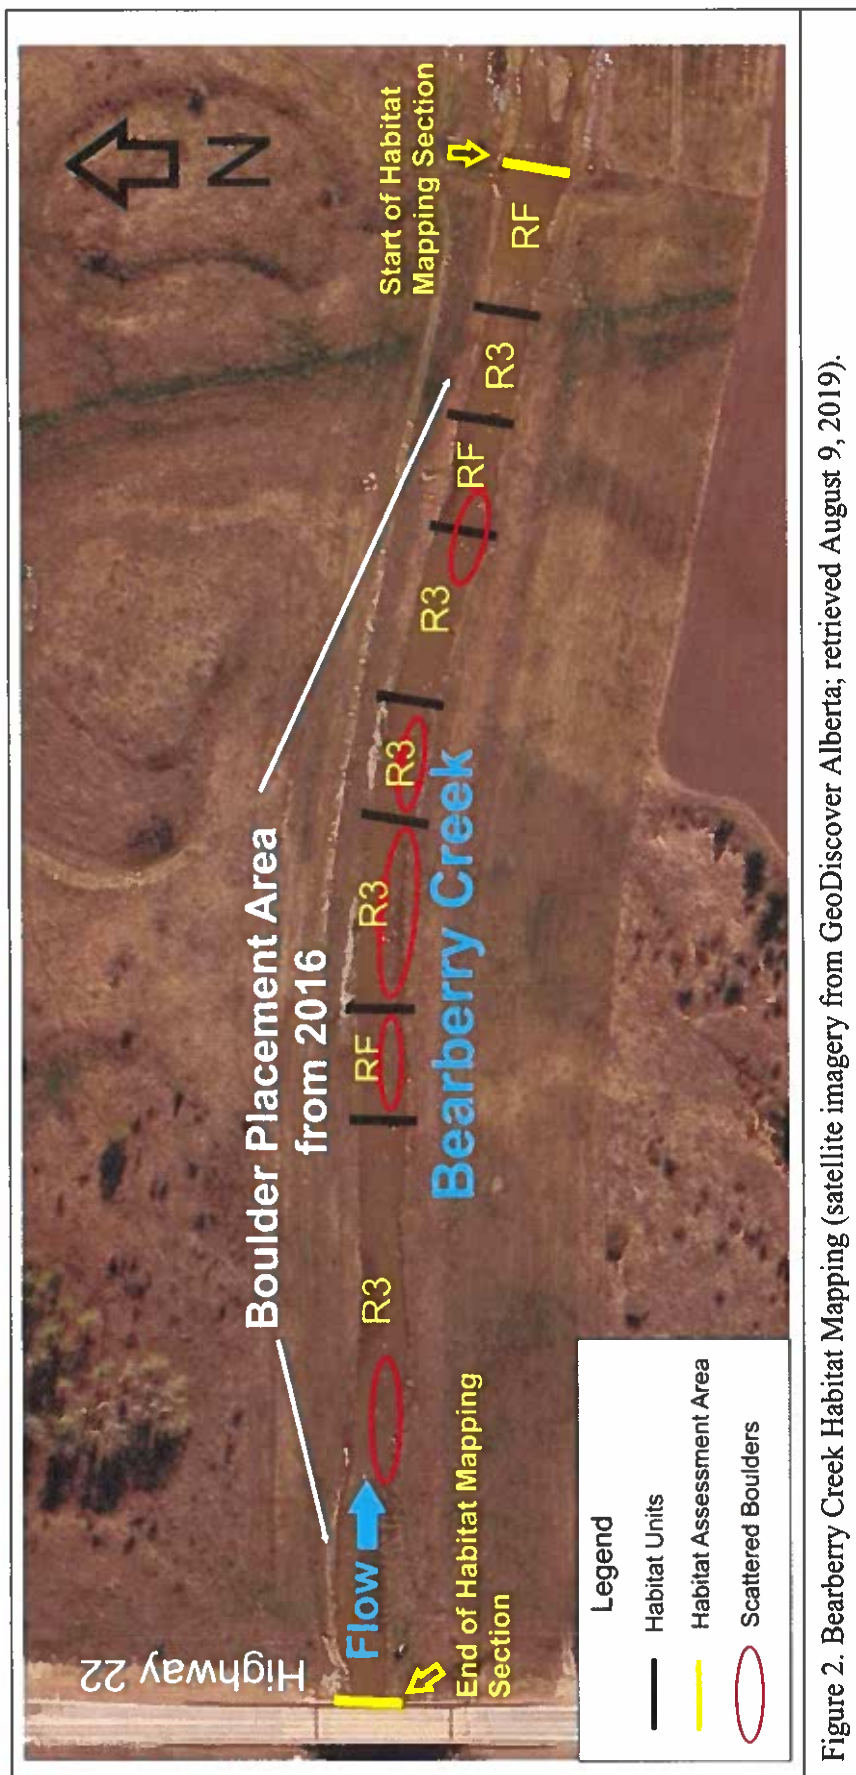 N
Start of Habitat
Mapping Section
RF
R3
RF
R3
R3
R3
RF
R3
Boulder Placement Area
from 2016
Bearberry Creek
Flow
End of Habitat Mapping
Section
Highway 22
Legend
Habitat Units
Habitat Assessment Area
Scattered Boulders
Figure 2. Bearberry Creek Habitat Mapping (satellite imagery from GeoDiscover Alberta; retrieved August 9, 2019).